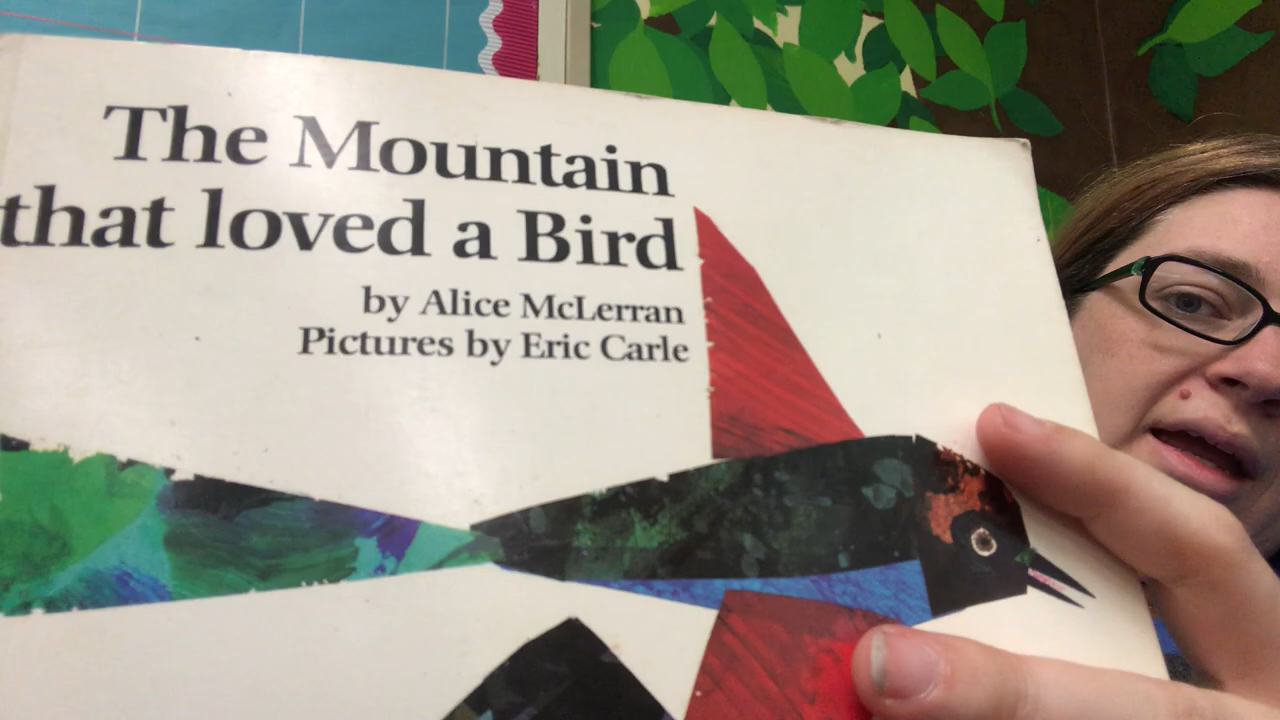 The Mountain
that loved a Bird
by Alice McLerran
Pictures by Eric Carle